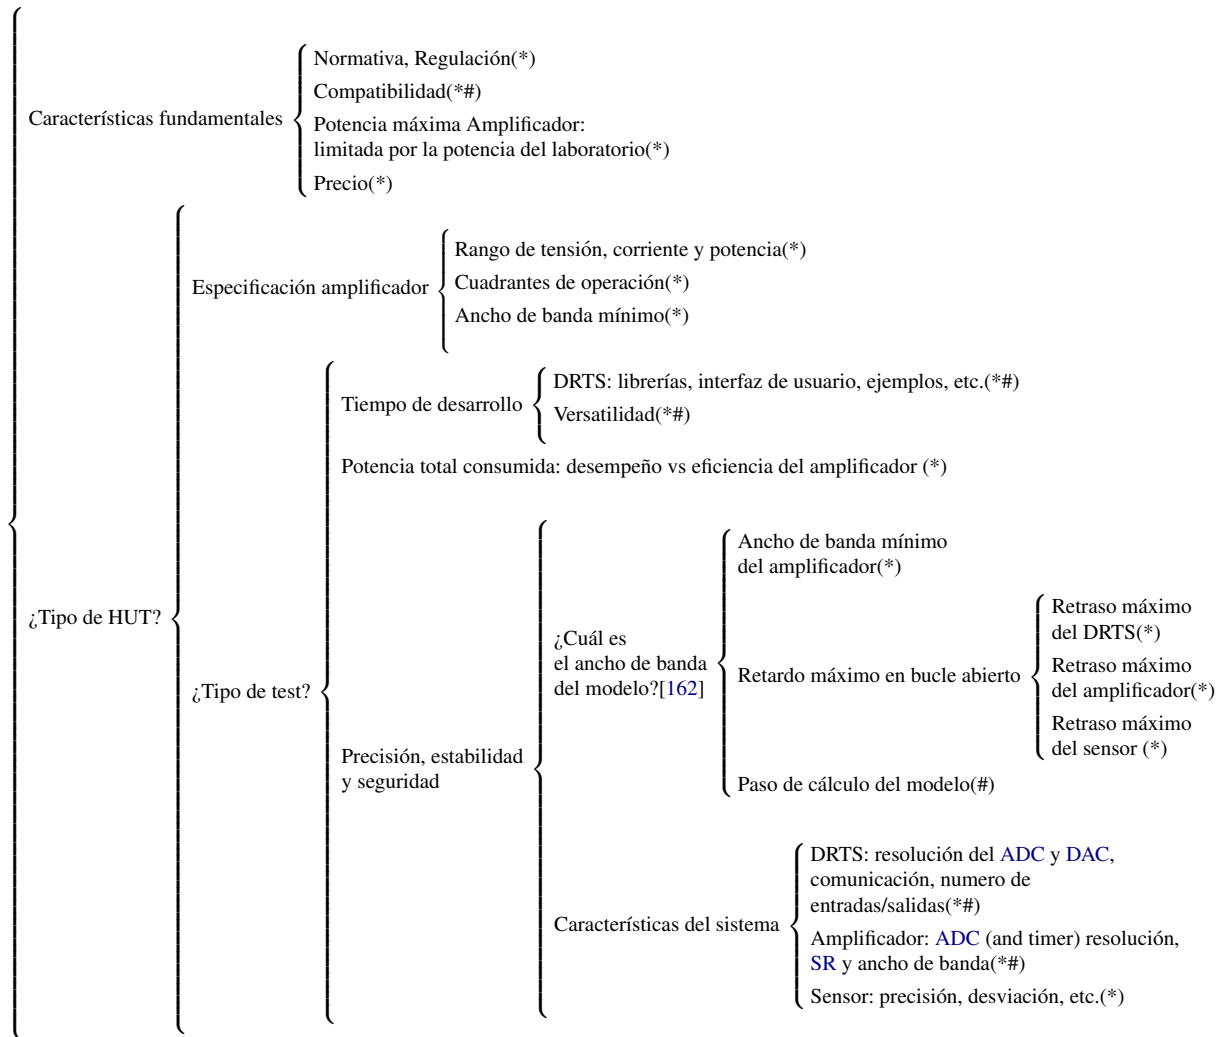 Normativa, Regulación(*)
Compatibilidad(*#)
Características fundamentales
Potencia máxima Amplificador:
limitada por la potencia del laboratorio(*)
Precio(*)
Rango de tensión, corriente y potencia(*)
Especificación amplificador
Cuadrantes de operación(*)
Ancho de banda mínimo(*)
DRTS: librerías, interfaz de usuario, ejemplos, etc.(*#)
Tiempo de desarrollo
Versatilidad(*#)
Potencia total consumida: desempeño vs eficiencia del amplificador (*)
Ancho de banda mínimo
del amplificador(*)
¿Tipo de HUT?
¿Tipo de test?
¿Cuál es
el ancho de banda
del modelo?[162]
Retardo máximo en bucle abierto
Retraso máximo
del DRTS(*)
Retraso máximo
del amplificador(*)
Retraso máximo
del sensor (*)
Precisión, estabilidad
y seguridad
Paso de cálculo del modelo(#)
Características del sistema
DRTS: resolución del ADC y DAC,
comunicación, numero de
entradas/salidas(*#)
Amplificador: ADC (and timer) resolución,
SR y ancho de banda(*#)
Sensor: precisión, desviación, etc.(*)